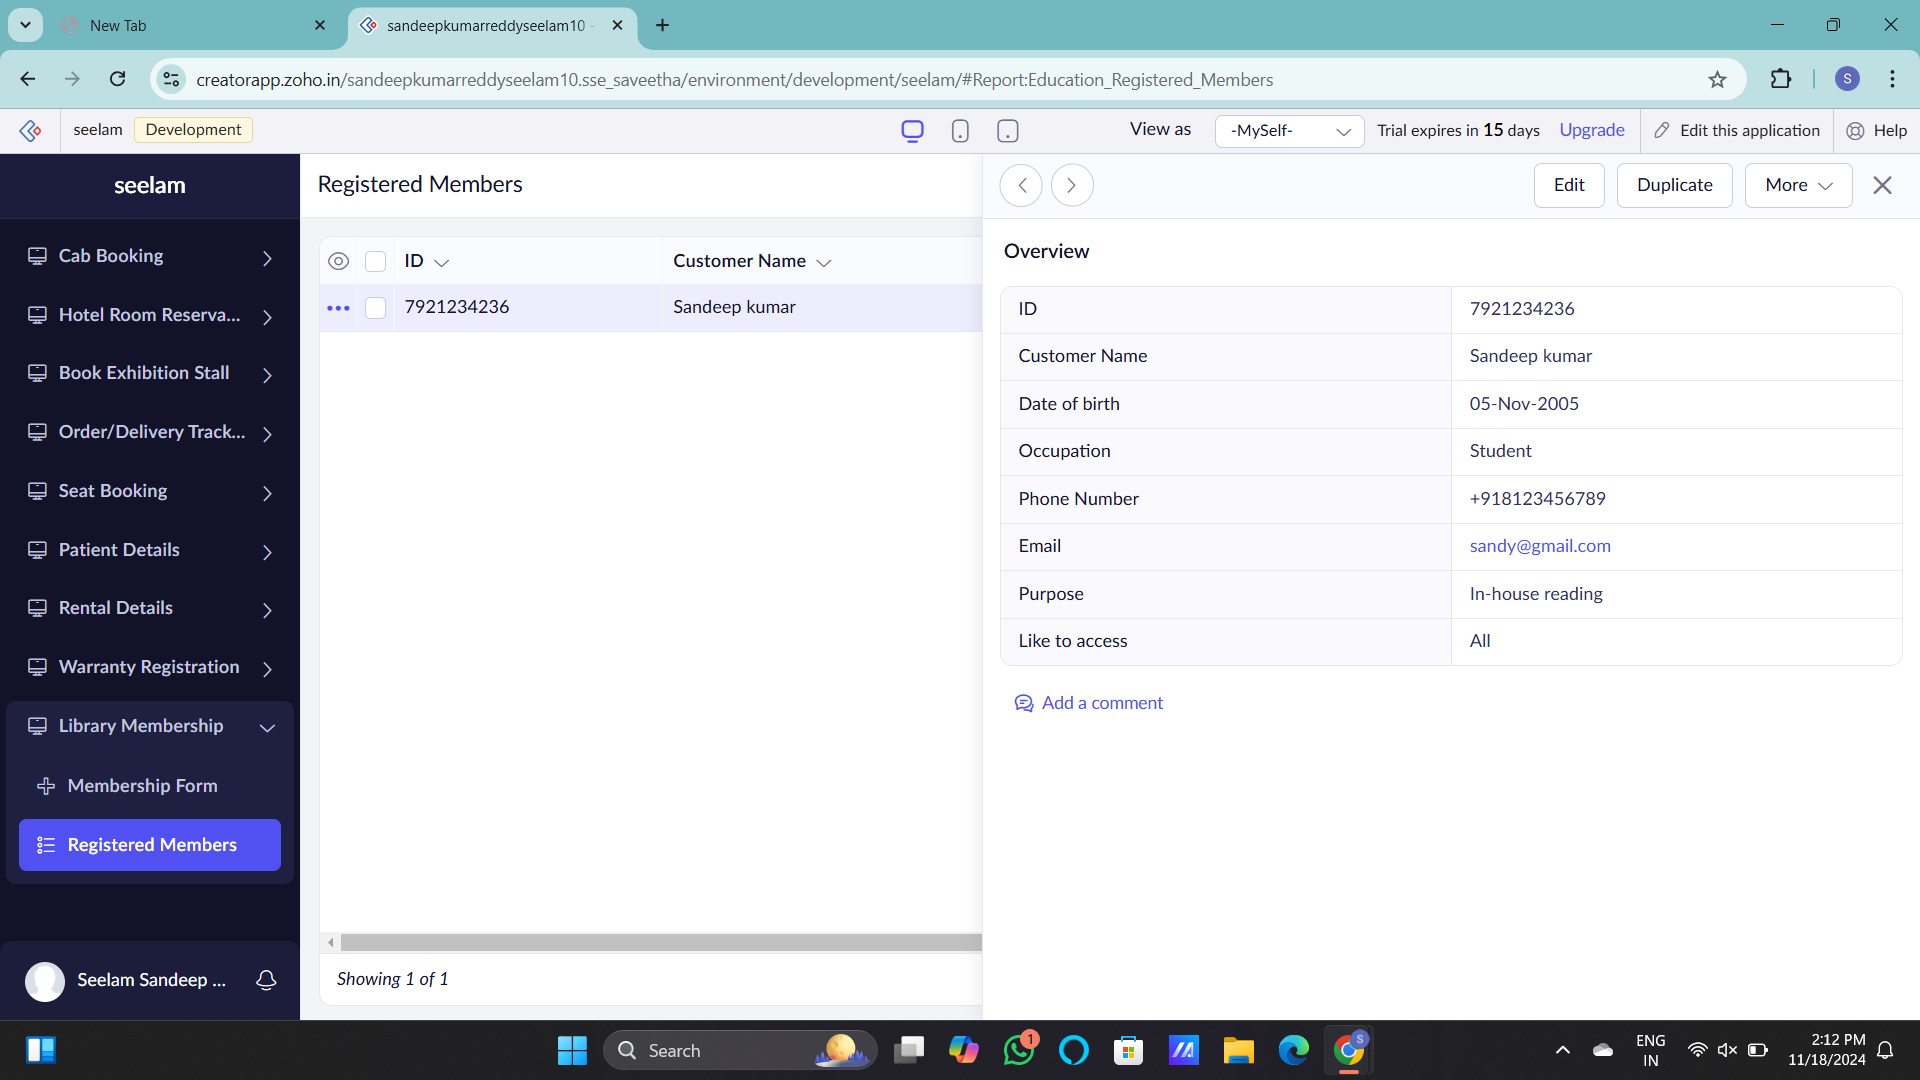 New Tab
sandeepkumarreddyseelam10 -
creatorapp.zoho.in/sandeepkumarreddyseelam10.sse_saveetha/environment/development/seelam/#Report:Education_Registered_Members
S
seelam
Development
View as
-MySelf-
Trial expires in 15 days
Upgrade
Edit this application
Help
seelam
Cab Booking
Hotel Room Reserva...
Book Exhibition Stall
Order/Delivery Track...
Seat Booking
Patient Details
Rental Details
Warranty Registration
Library Membership
Membership Form
Registered Members
Seelam Sandeep ...
Registered Members
ID
Customer Name
7921234236
Sandeep kumar
Showing 1 of 1
Edit
Duplicate
More
Overview
ID 7921234236
Customer Name Sandeep kumar
Date of birth 05-Nov-2005
Occupation Student
Phone Number +918123456789
Email sandy@gmail.com
Purpose In-house reading
Like to access All
Add a comment
Search
1
S
ENG
IN
2:12 PM
11/18/2024